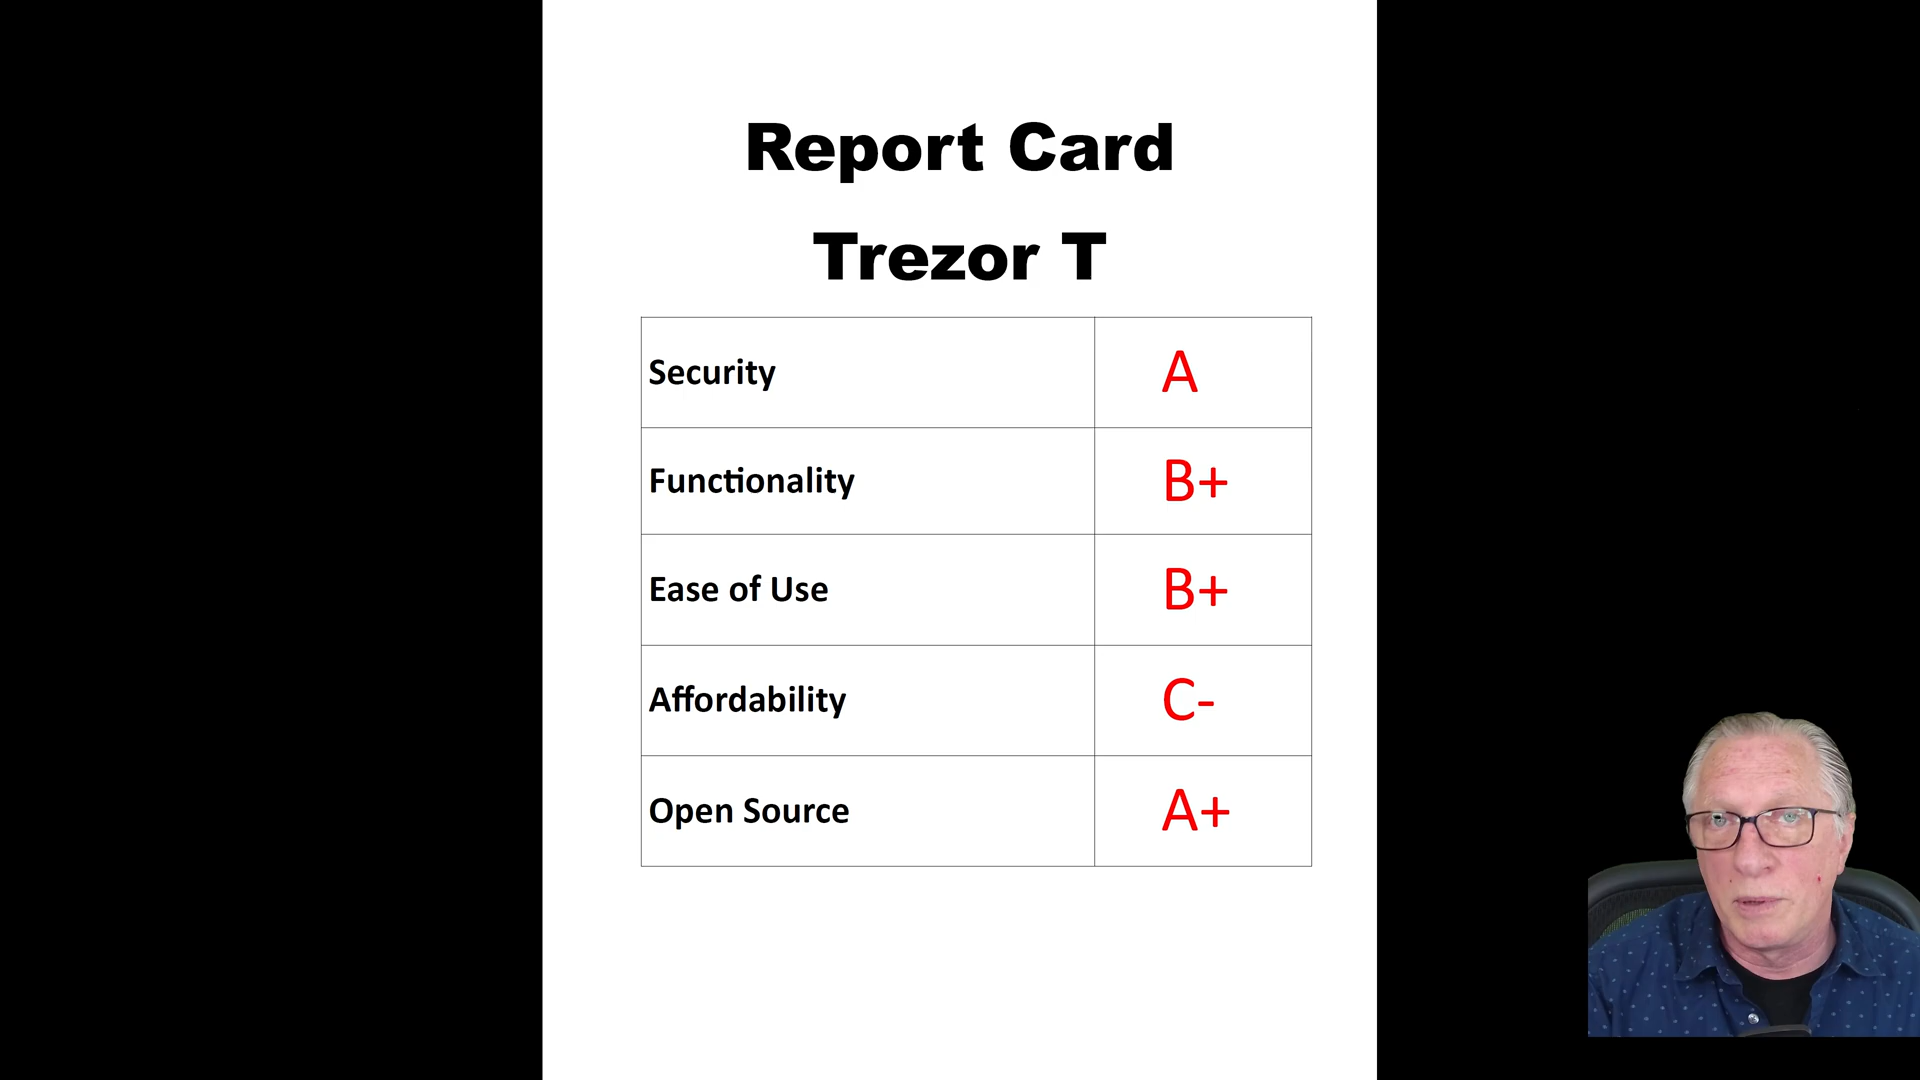 Report Card
Trezor T
Security A
Functionality B+
Ease of Use B+
Affordability C-
Open Source A+